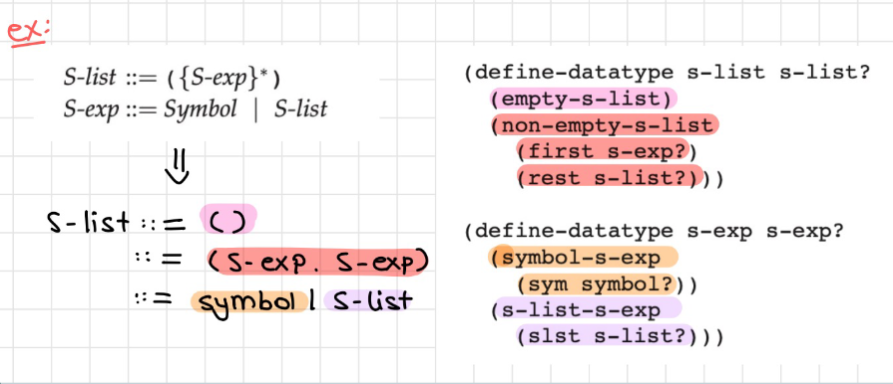 ex:
S-list ::= ({S-exp}*)
S-exp ::= Symbol | S-list
⇓
S-list ::= ()
::= (S-exp. S-exp)
::= symbol | S-list
(define-datatype s-list s-list?
(empty-s-list)
(non-empty-s-list
(first s-exp?)
(rest s-list?)))
(define-datatype s-exp s-exp?
(symbol-s-exp
(sym symbol?))
(s-list-s-exp
(slst s-list?)))